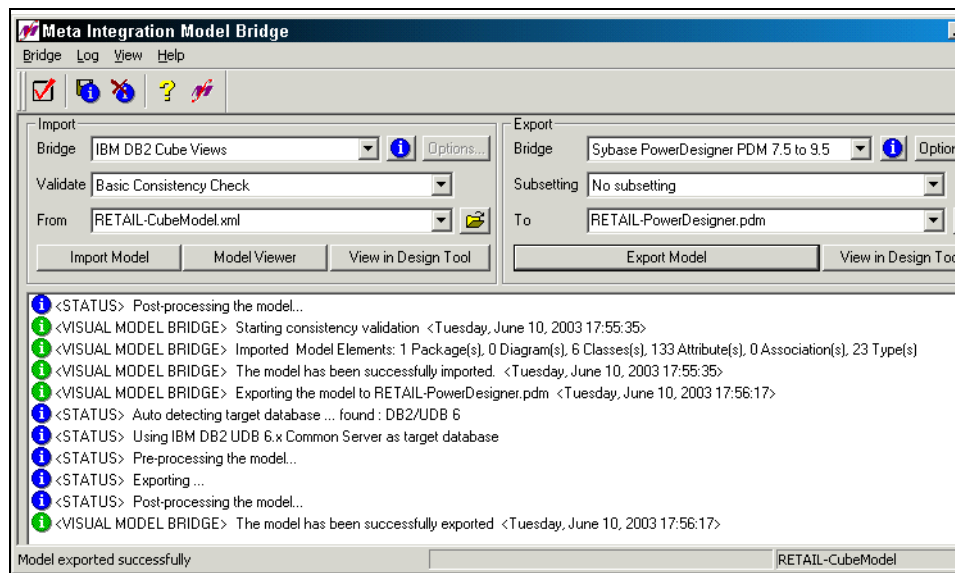 Meta Integration Model Bridge
Bridge Log View Help
Import
Bridge IBM DB2 Cube Views Options...
Validate Basic Consistency Check
From RETAIL-CubeModel.xml
Import Model Model Viewer View in Design Tool
Export
Bridge Sybase PowerDesigner PDM 7.5 to 9.5 Option
Subsetting No subsetting
To RETAIL-PowerDesigner.pdm
Export Model View in Design Too
<STATUS> Post-processing the model...
<VISUAL MODEL BRIDGE> Starting consistency validation <Tuesday, June 10, 2003 17:55:35>
<VISUAL MODEL BRIDGE> Imported Model Elements: 1 Package(s), 0 Diagram(s), 6 Classes(s), 133 Attribute(s), 0 Association(s), 23 Type(s)
<VISUAL MODEL BRIDGE> The model has been successfully imported. <Tuesday, June 10, 2003 17:55:35>
<VISUAL MODEL BRIDGE> Exporting the model to RETAIL-PowerDesigner.pdm <Tuesday, June 10, 2003 17:56:17>
<STATUS> Auto detecting target database ... found : DB2/UDB 6
<STATUS> Using IBM DB2 UDB 6.x Common Server as target database
<STATUS> Pre-processing the model...
<STATUS> Exporting ...
<STATUS> Post-processing the model...
<VISUAL MODEL BRIDGE> The model has been successfully exported <Tuesday, June 10, 2003 17:56:17>
Model exported successfully RETAIL-CubeModel